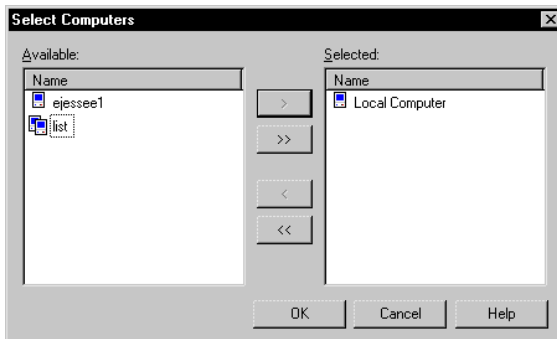 Select Computers
Available:
Selected:
Name
Name
ejessee1
Local Computer
list
>
>>
<
<<
OK
Cancel
Help